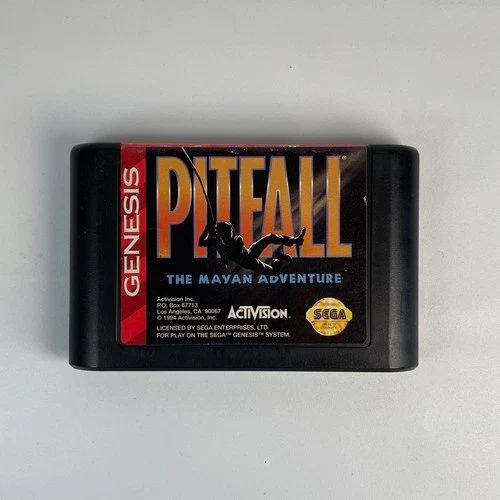 GENESIS
PITFALL®
THE MAYAN ADVENTURE
Activision Inc.
P.O. Box 67713
Los Angeles, CA 90067
© 1994 Activision, Inc.
ACTIVISION.
SEGA
LICENSED BY SEGA ENTERPRISES, LTD.
FOR PLAY ON THE SEGA™ GENESIS™ SYSTEM.